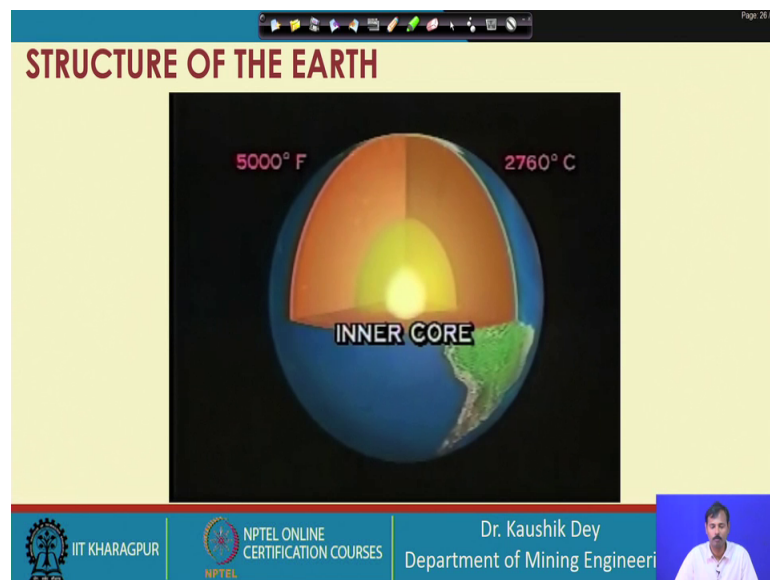 Page: 26
STRUCTURE OF THE EARTH
5000° F
2760° C
INNER CORE
IIT KHARAGPUR
NPTEL
NPTEL ONLINE
CERTIFICATION COURSES
Dr. Kaushik Dey
Department of Mining Engineeri